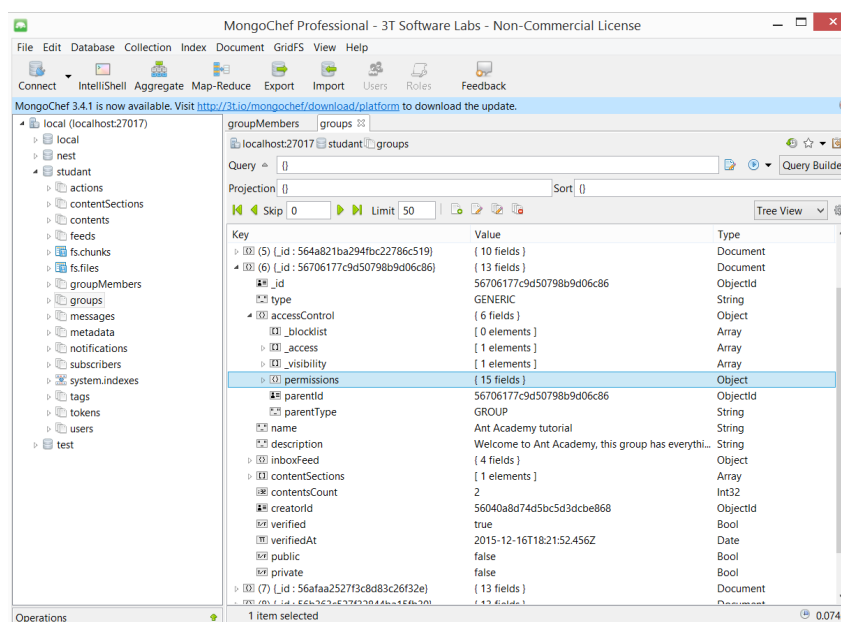 MongoChef Professional - 3T Software Labs - Non-Commercial License
File Edit Database Collection Index Document GridFS View Help
Connect IntelliShell Aggregate Map-Reduce Export Import Users Roles Feedback
MongoChef 3.4.1 is now available. Visit http://3t.io/mongochef/download/platform to download the update.
local (localhost:27017)
local
nest
studant
actions
contentSections
contents
feeds
fs.chunks
fs.files
groupMembers
groups
messages
metadata
notifications
subscribers
system.indexes
tags
tokens
users
test
Operations
groupMembers groups
localhost:27017 studant groups
Query {} Query Builde
Projection {} Sort {}
Skip 0 Limit 50 Tree View
Key Value Type
(5) {_id : 564a821ba294fbc22786c519} { 10 fields } Document
(6) {_id : 56706177c9d50798b9d06c86} { 13 fields } Document
_id 56706177c9d50798b9d06c86 ObjectId
type GENERIC String
accessControl { 6 fields } Object
_blocklist [ 0 elements ] Array
_access [ 1 elements ] Array
_visibility [ 1 elements ] Array
permissions { 15 fields } Object
parentId 56706177c9d50798b9d06c86 ObjectId
parentType GROUP String
name Ant Academy tutorial String
description Welcome to Ant Academy, this group has everythi... String
inboxFeed { 4 fields } Object
contentSections [ 1 elements ] Array
contentsCount 2 Int32
creatorId 56040a8d74d5bc5d3dcbe868 ObjectId
verified true Bool
verifiedAt 2015-12-16T18:21:52.456Z Date
public false Bool
private false Bool
(7) {_id : 56afaa2527f3c8d83c26f32e} { 13 fields } Document
1 item selected 0.074